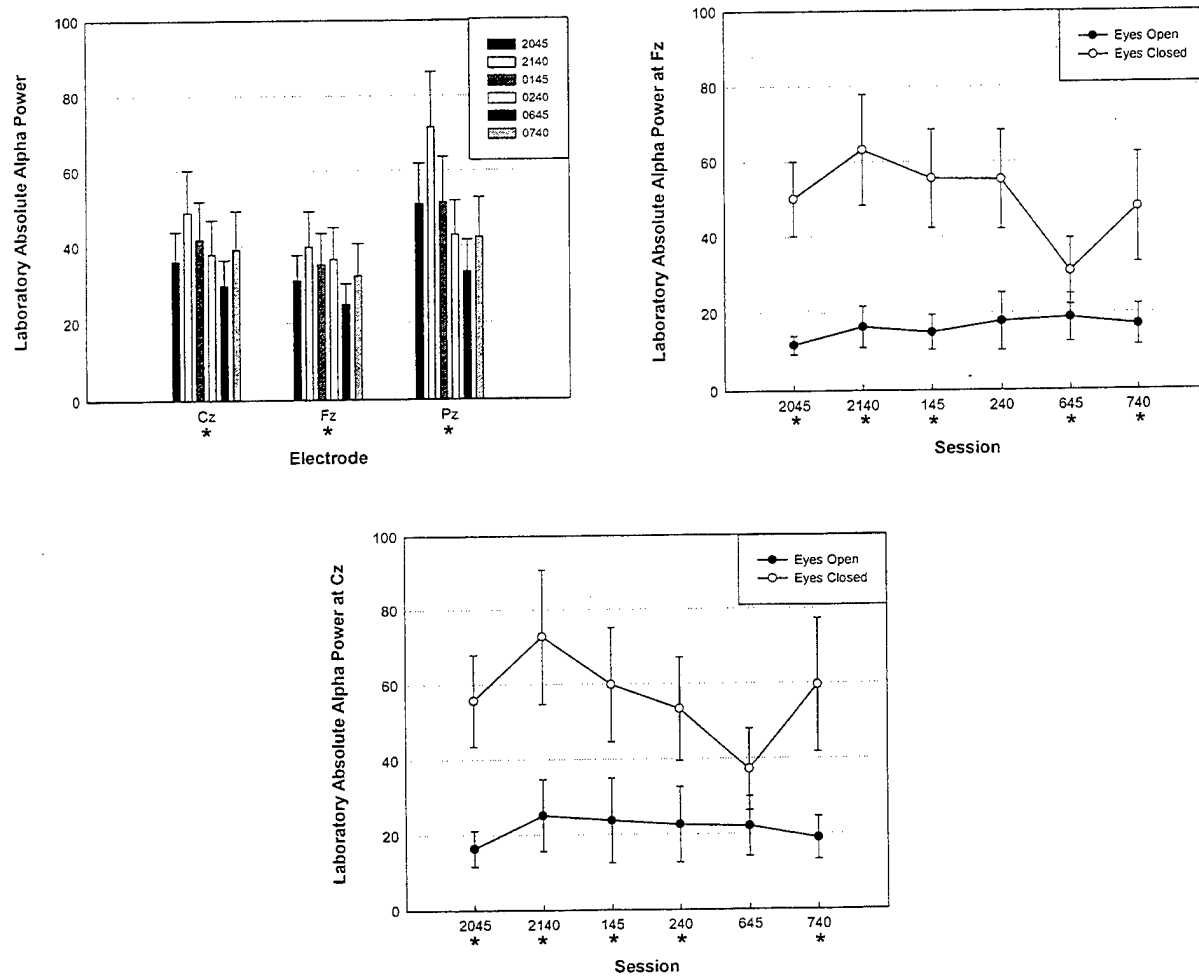 Laboratory Absolute Alpha Power
100
80
60
40
20
0
2045
2140
0145
0240
0645
0740
Cz Fz Pz
* * *
Electrode
Laboratory Absolute Alpha Power at Fz
100
80
60
40
20
0
Eyes Open
Eyes Closed
2045 2140 145 240 645 740
* * * * *
Session
Laboratory Absolute Alpha Power at Cz
100
80
60
40
20
0
Eyes Open
Eyes Closed
2045 2140 145 240 645 740
* * * * *
Session